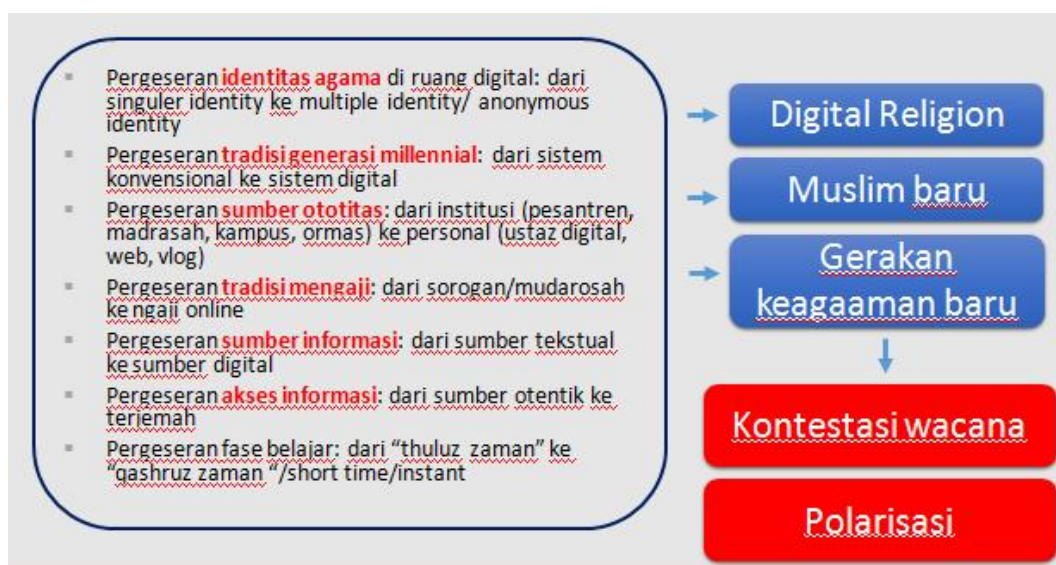 Pergeseran identitas agama di ruang digital: dari
singuler identity ke multiple identity/ anonymous
identity
Pergeseran tradisi generasi millennial: dari sistem
konvensional ke sistem digital
Pergeseran sumber ototitas: dari institusi (pesantren,
madrasah, kampus, ormas) ke personal (ustaz digital,
web, vlog)
Pergeseran tradisi mengaji: dari sorogan/mudarosah
ke ngaji online
Pergeseran sumber informasi: dari sumber tekstual
ke sumber digital
Pergeseran akses informasi: dari sumber otentik ke
terjemah
Pergeseran fase belajar: dari “thuluz zaman” ke
“qashruz zaman “/short time/instant
Digital Religion
Muslim baru
Gerakan
keagaaman baru
Kontestasi wacana
Polarisasi